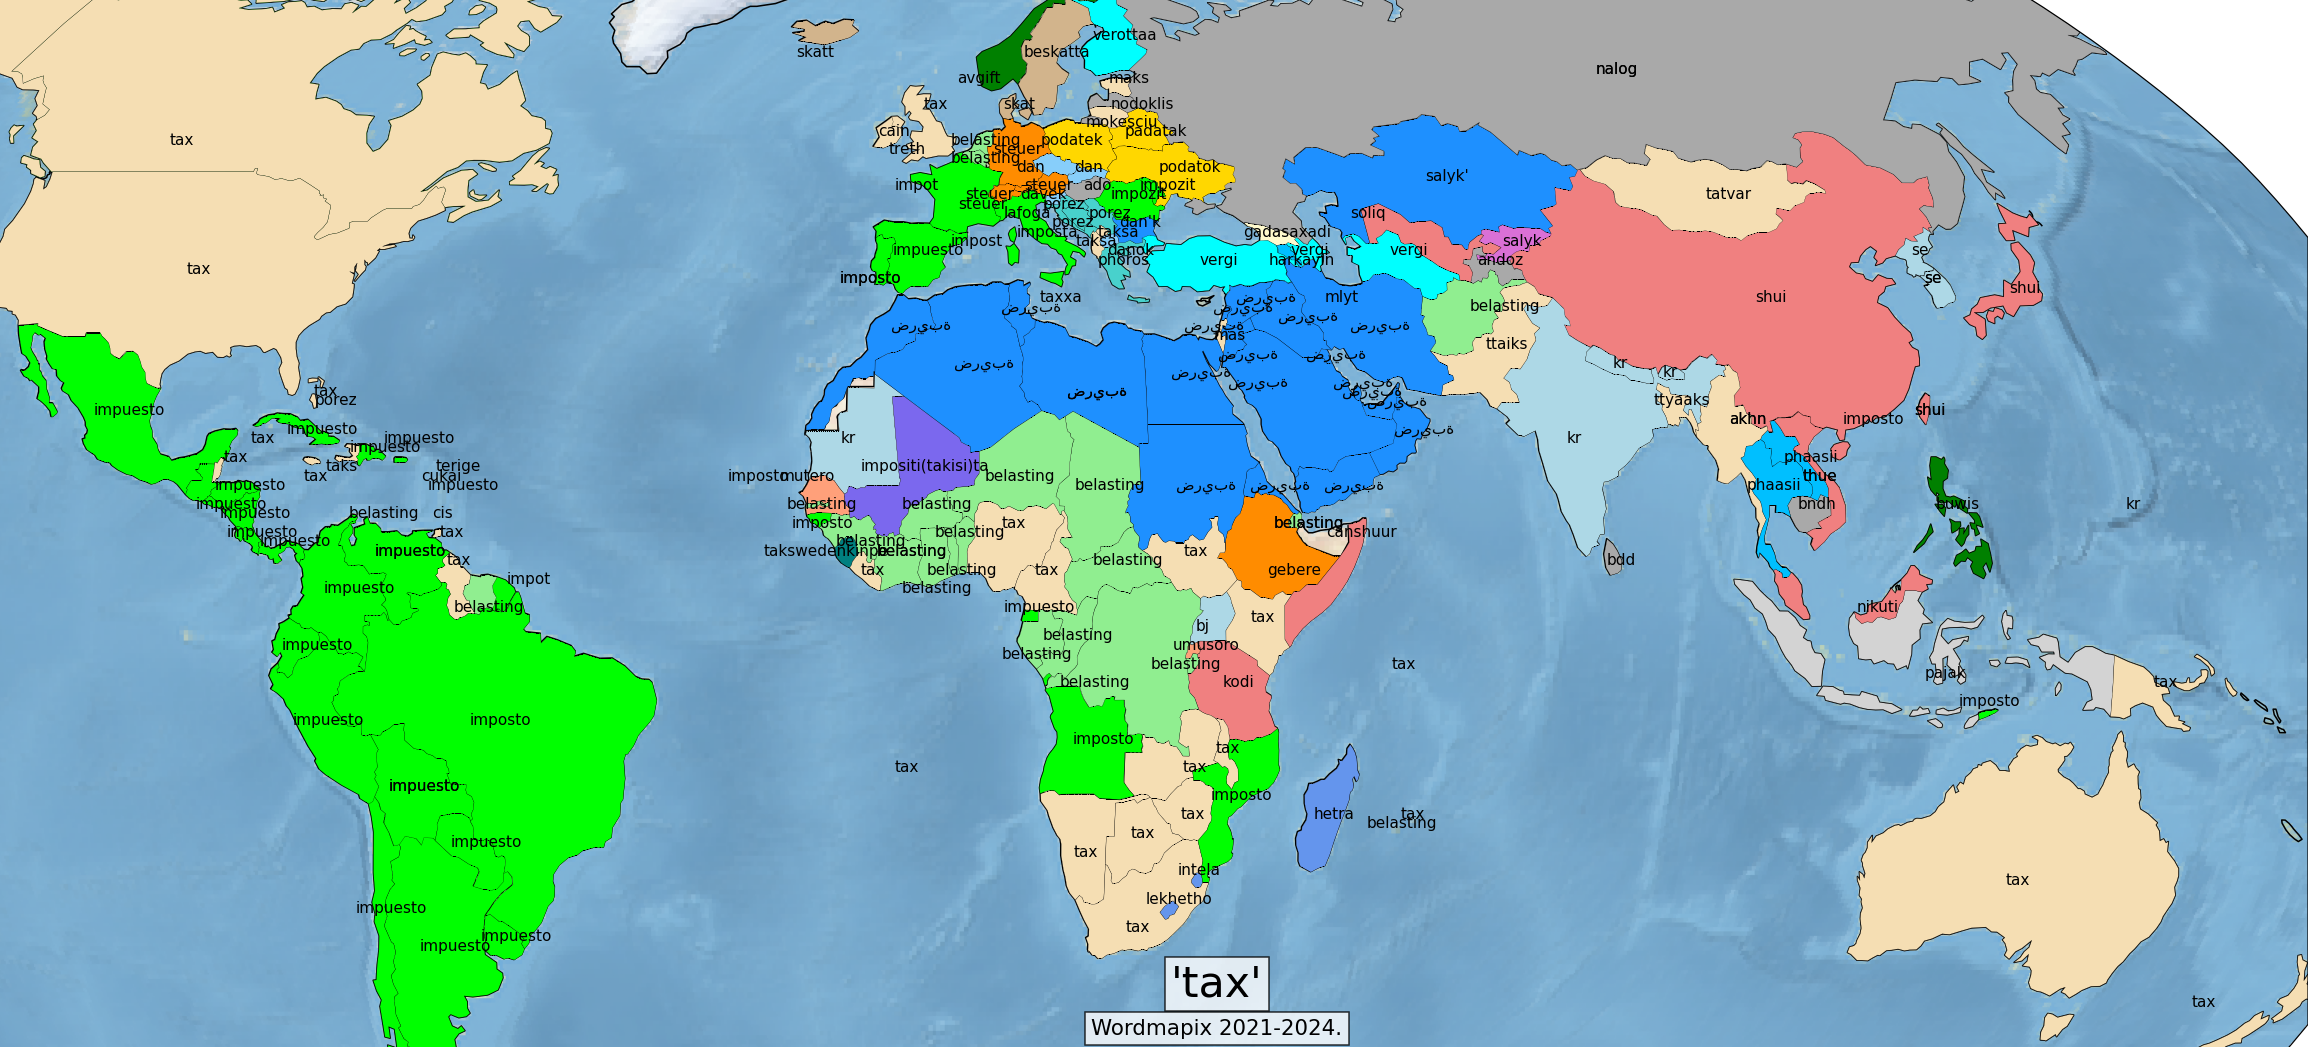 verottaa
skatt
beskatta
nalog
avgift
maks
tax
skat
nodoklis
mokesciu
padatak
cain
treth
belasting
steuer
podatek
tax
belasting
dan
dan
podatok
salyk'
impot
steuer
ado
impozit
tatvar
steuer
davek
impozit
steuer
porez
lafoga
porez
soliq
porez
dan'k
imposta
taksa
gadasaxadi
impuesto
impost
taksa
danok
vergi
vergi
salyk
se
tax
phoros
vergi
harkayin
andoz
imposto
se
shui
shui
taxxa
ضريبة
mlyt
belasting
ضريبة
ضريبة
ضريبة
ضريبة
ضريبة
ضريبة
mas
ttaiks
ضريبة
ضريبة
ضريبة
kr
ضريبة
kr
ضريبة
ضريبة
ضريبة
tax
ضريبة
ضريبة
porez
ttyaaks
impuesto
ضريبة
shui
akhn
imposto
impuesto
ضريبة
tax
impuesto
kr
kr
impuesto
tax
phaasii
taks
terige
impositi(takisi)ta
tax
cukai
imposto
mutero
belasting
thue
impuesto
impuesto
belasting
ضريبة
ضريبة
ضريبة
phaasii
impuesto
belasting
belasting
bndh
buwis
kr
impuesto
belasting
cis
imposto
tax
belasting
impuesto
tax
belasting
canshuur
impuesto
belasting
impuesto
takswedenkinpe
belasting
tax
tax
belasting
bdd
tax
belasting
tax
gebere
impot
impuesto
belasting
belasting
impuesto
nikuti
tax
bj
belasting
impuesto
umusoro
belasting
belasting
tax
pajak
belasting
kodi
tax
imposto
impuesto
imposto
imposto
tax
tax
tax
impuesto
imposto
tax
hetra
tax
belasting
tax
impuesto
tax
intela
tax
lekhetho
impuesto
tax
impuesto
impuesto
'tax'
tax
Wordmapix 2021-2024.